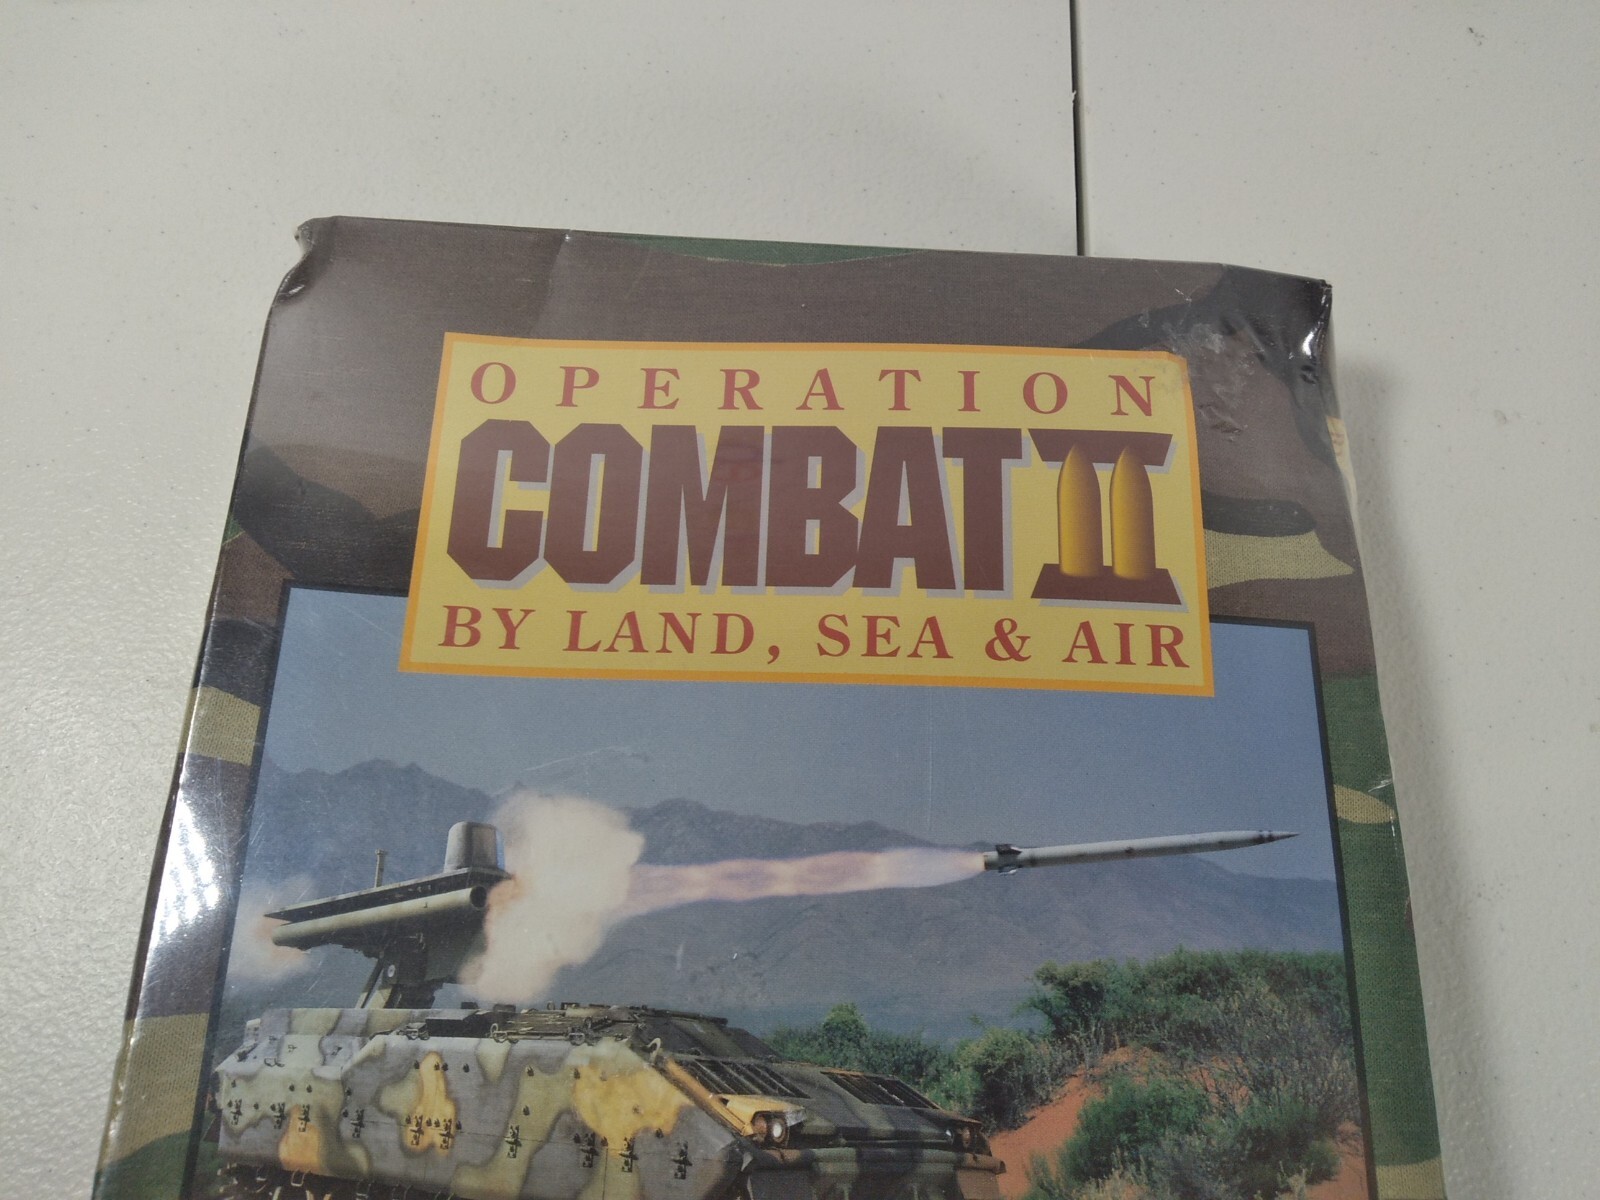 OPERATION
COMBAT II
BY LAND, SEA & AIR